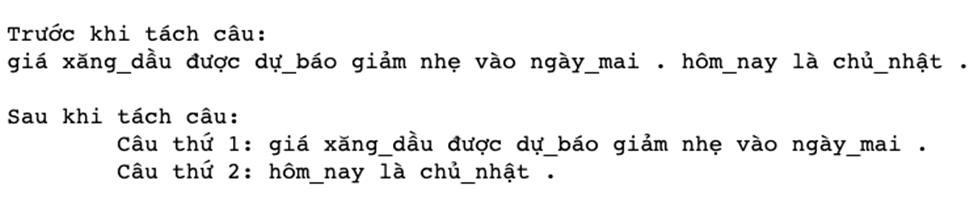 Trước khi tách câu:
giá xăng_dầu được dự_báo giảm nhẹ vào ngày_mai . hôm_nay là chủ_nhật .
Sau khi tách câu:
Câu thứ 1: giá xăng_dầu được dự_báo giảm nhẹ vào ngày_mai .
Câu thứ 2: hôm_nay là chủ_nhật .